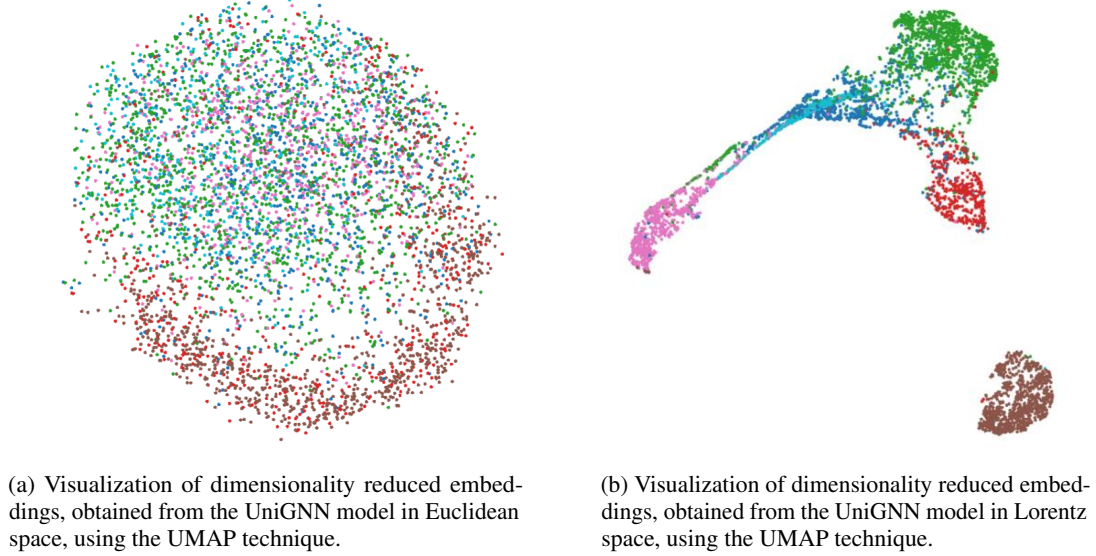 (a) Visualization of dimensionality reduced embed-
dings, obtained from the UniGNN model in Euclidean
space, using the UMAP technique.
(b) Visualization of dimensionality reduced embed-
dings, obtained from the UniGNN model in Lorentz
space, using the UMAP technique.